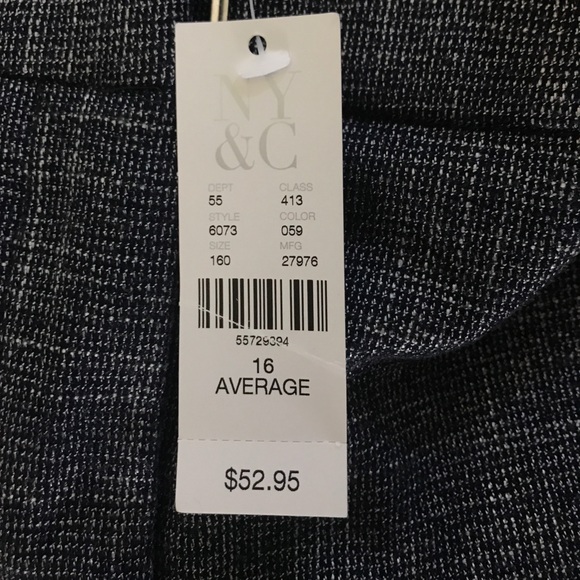 NY
&C
DEPT CLASS
55 413
STYLE COLOR
6073 059
SIZE MFG
160 27976
55729394
16
AVERAGE
$52.95